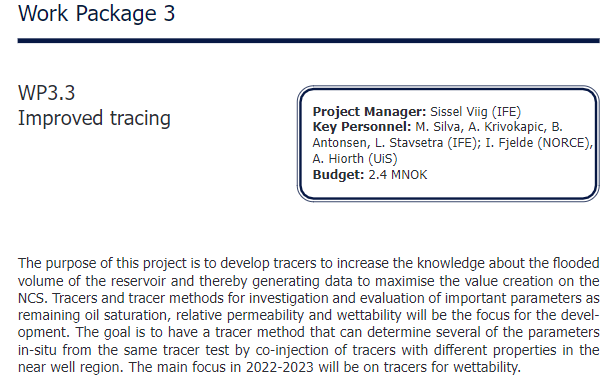 Work Package 3
WP3.3
Improved tracing
Project Manager: Sissel Viig (IFE)
Key Personnel: M. Silva, A. Krivokapic, B.
Antonsen, L. Stavsetra (IFE); I. Fjelde (NORCE),
A. Hiorth (UiS)
Budget: 2.4 MNOK
The purpose of this project is to develop tracers to increase the knowledge about the flooded
volume of the reservoir and thereby generating data to maximise the value creation on the
NCS. Tracers and tracer methods for investigation and evaluation of important parameters as
remaining oil saturation, relative permeability and wettability will be the focus for the devel-
opment. The goal is to have a tracer method that can determine several of the parameters
in-situ from the same tracer test by co-injection of tracers with different properties in the
near well region. The main focus in 2022-2023 will be on tracers for wettability.